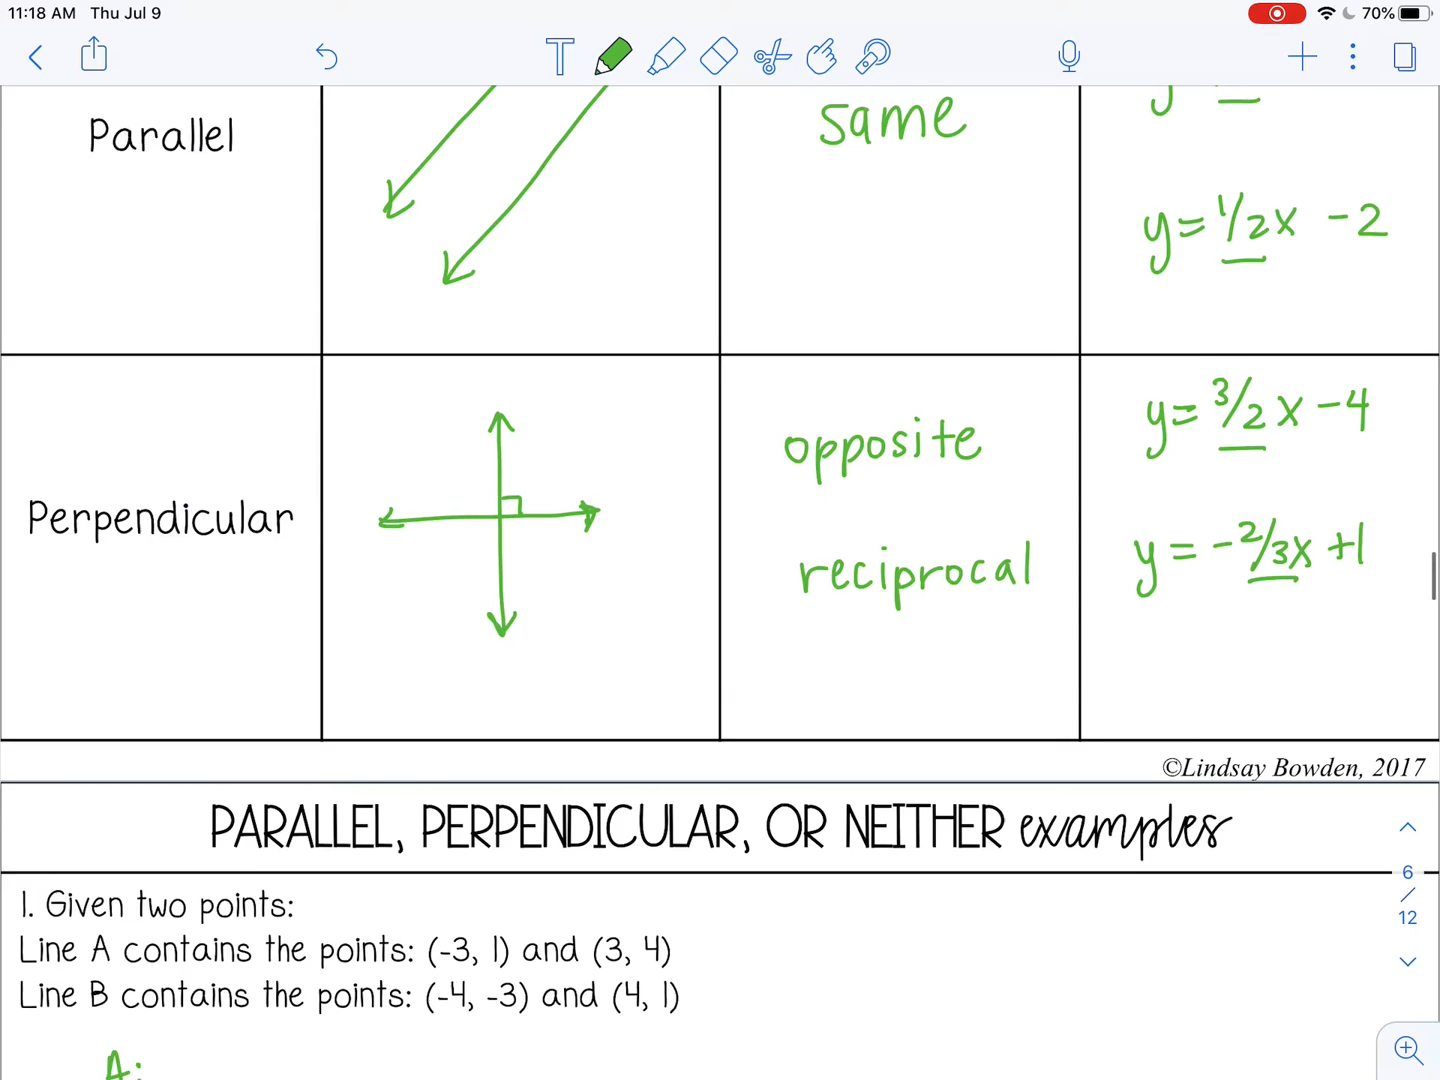 11:18 AM Thu Jul 9
70%
Parallel
same
y = 1/2x - 2
Perpendicular
opposite
reciprocal
y = 3/2 x - 4
y = -2/3x +1
©Lindsay Bowden, 2017
PARALLEL, PERPENDICULAR, OR NEITHER examples
6
/
12
1. Given two points:
Line A contains the points: (-3, 1) and (3, 4)
Line B contains the points: (-4, -3) and (4, 1)
A: